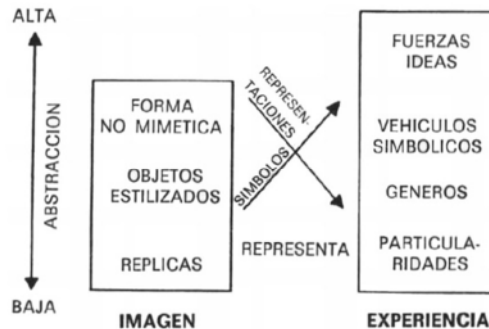 ALTA
ABSTRACCION
BAJA
FORMA
NO MIMETICA
OBJETOS
ESTILIZADOS
REPLICAS
IMAGEN
REPRESEN-
TACIONES
SIMBOLOS
REPRESENTA
FUERZAS
IDEAS
VEHICULOS
SIMBOLICOS
GENEROS
PARTICULA-
RIDADES
EXPERIENCIA